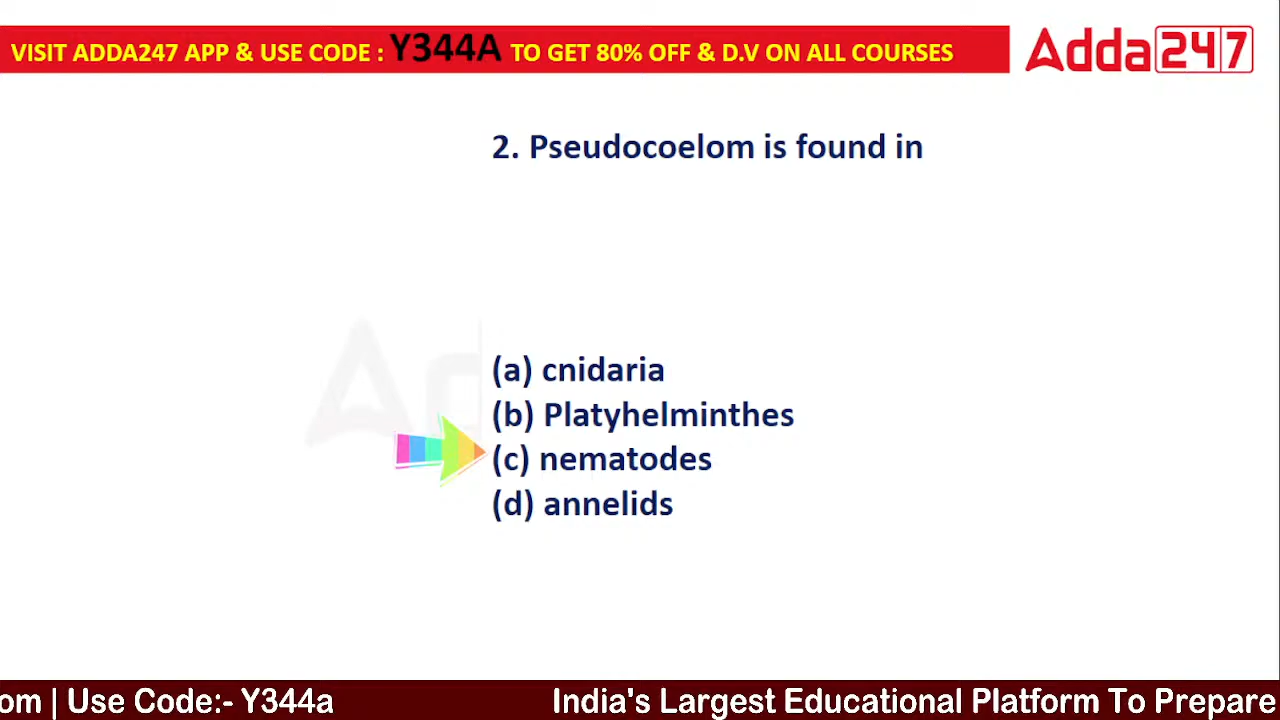 VISIT ADDA247 APP & USE CODE : Y344A TO GET 80% OFF & D.V ON ALL COURSES
Adda247
2. Pseudocoelom is found in
Ad
(a) cnidaria
(b) Platyhelminthes
(c) nematodes
(d) annelids
om | Use Code:- Y344a India's Largest Educational Platform To Prepare